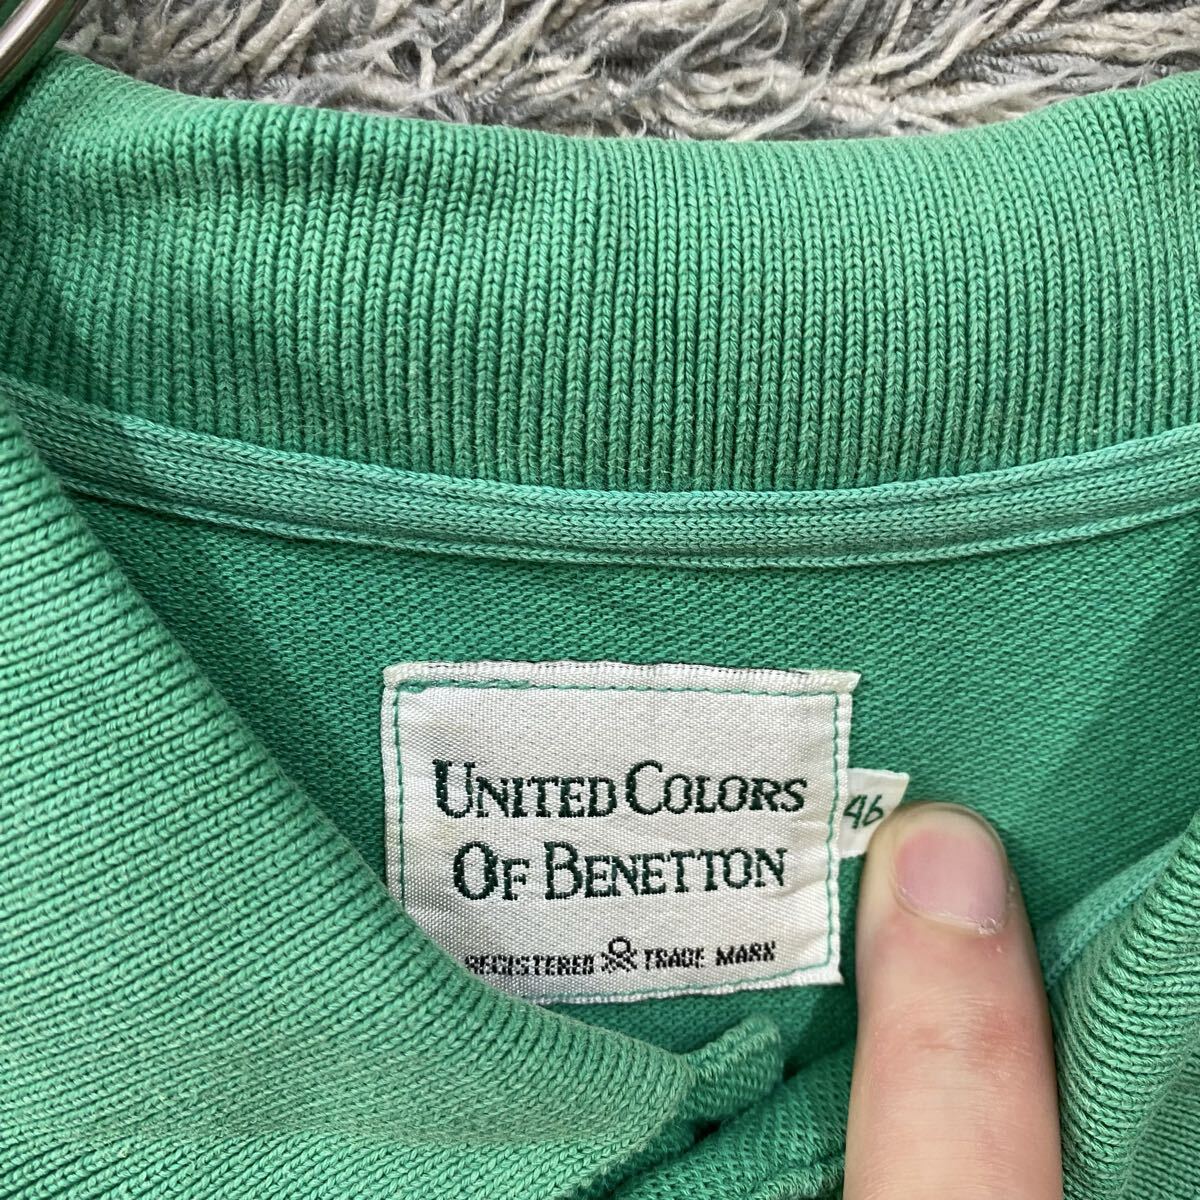 UNITED COLORS
OF BENETTON
REGISTERED TRADE MARK
46